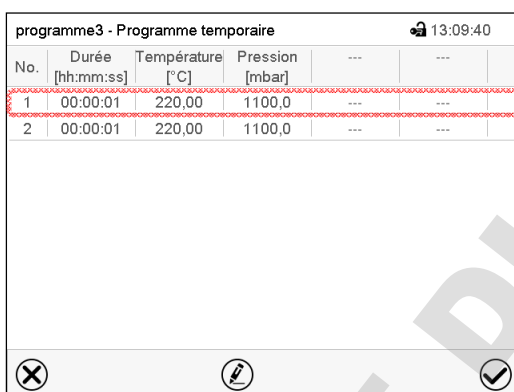 programme3 - Programme temporaire 13:09:40
No. Durée [hh:mm:ss] Température [°C] Pression [mbar] --- ---
1 00:00:01 220,00 1100,0 --- ---
2 00:00:01 220,00 1100,0 --- ---